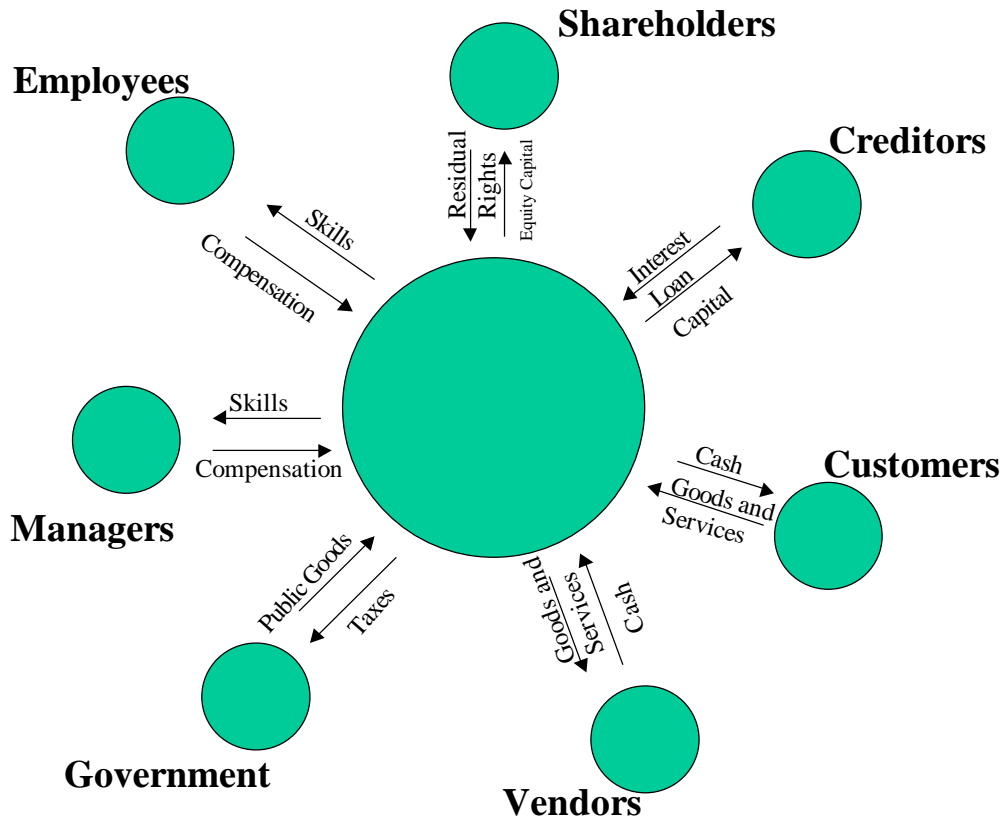 Shareholders
Employees
Creditors
Residual
Rights
Equity Capital
Skills
Compensation
Interest
Loan
Capital
Skills
Compensation
Managers
Cash
Customers
Goods and
Services
Public Goods
Taxes
Goods and
Services
Cash
Government
Vendors